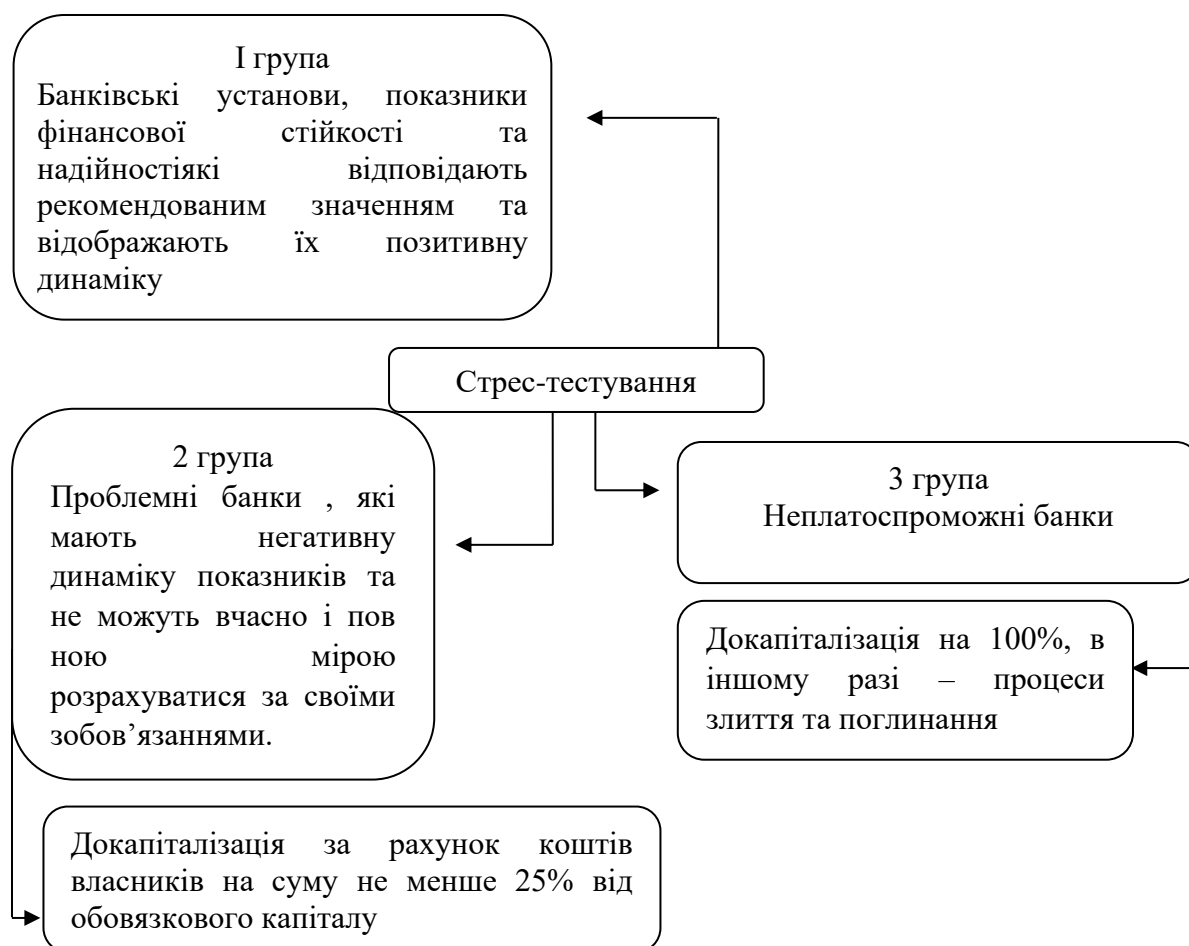 І група
Банківські установи, показники
фінансової стійкості та
надійностіякі відповідають
рекомендованим значенням та
відображають їх позитивну
динаміку
Стрес-тестування
2 група
Проблемні банки , які
мають негативну
динаміку показників та
не можуть вчасно і пов
ною мірою
розрахуватися за своїми
зобов’язаннями.
3 група
Неплатоспроможні банки
Докапіталізація на 100%, в
іншому разі – процеси
злиття та поглинання
Докапіталізація за рахунок коштів
власників на суму не менше 25% від
обовязкового капіталу